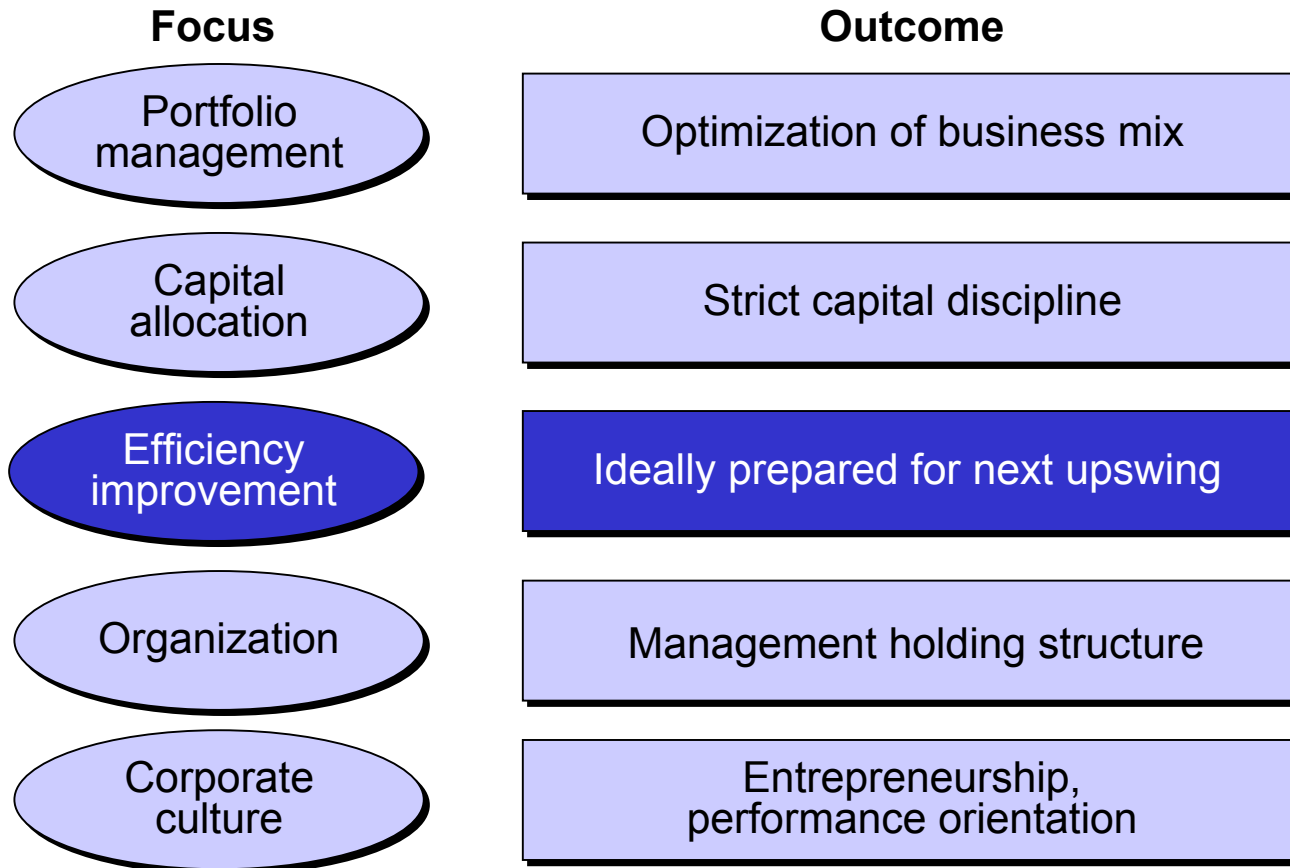 Focus
Outcome
Portfolio
management
Optimization of business mix
Capital
allocation
Strict capital discipline
Efficiency
improvement
Ideally prepared for next upswing
Organization
Management holding structure
Corporate
culture
Entrepreneurship,
performance orientation